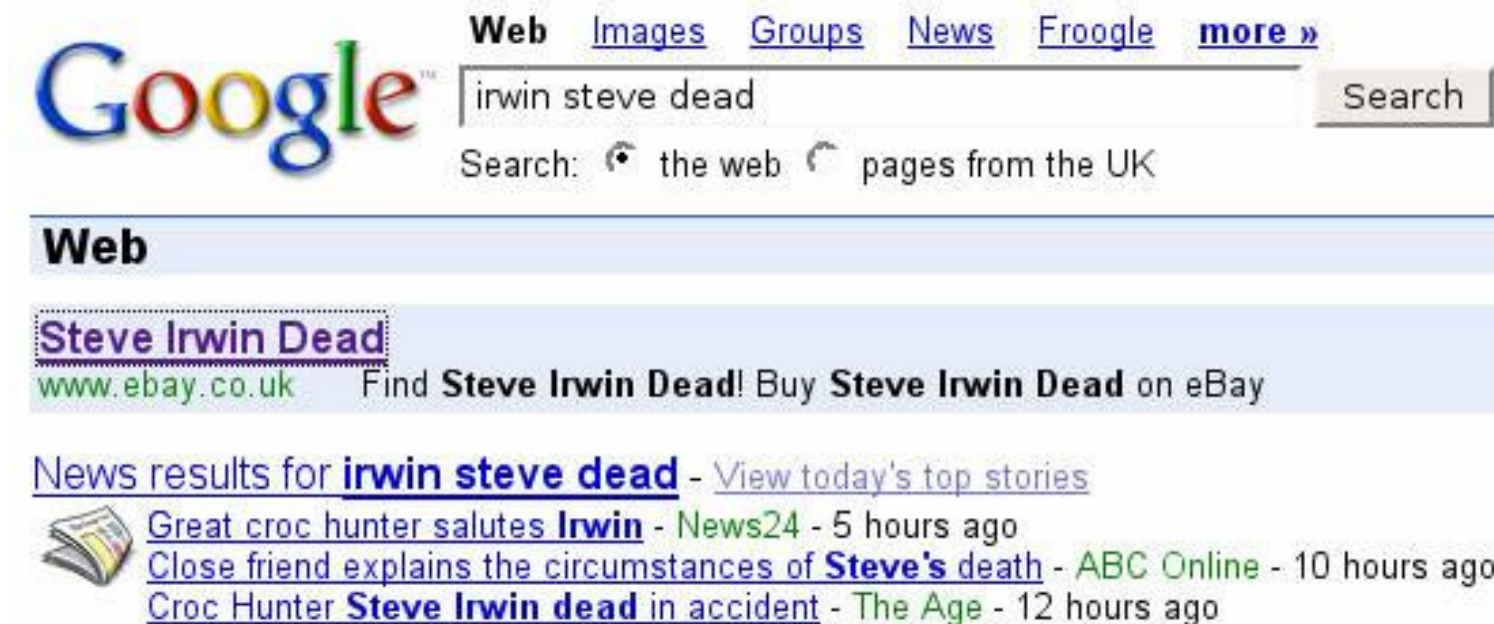 Web Images Groups News Froogle more »
Google™ irwin steve dead Search
Search: the web pages from the UK
Web
Steve Irwin Dead
www.ebay.co.uk Find Steve Irwin Dead! Buy Steve Irwin Dead on eBay
News results for irwin steve dead - View today's top stories
Great croc hunter salutes Irwin - News24 - 5 hours ago
Close friend explains the circumstances of Steve's death - ABC Online - 10 hours ago
Croc Hunter Steve Irwin dead in accident - The Age - 12 hours ago